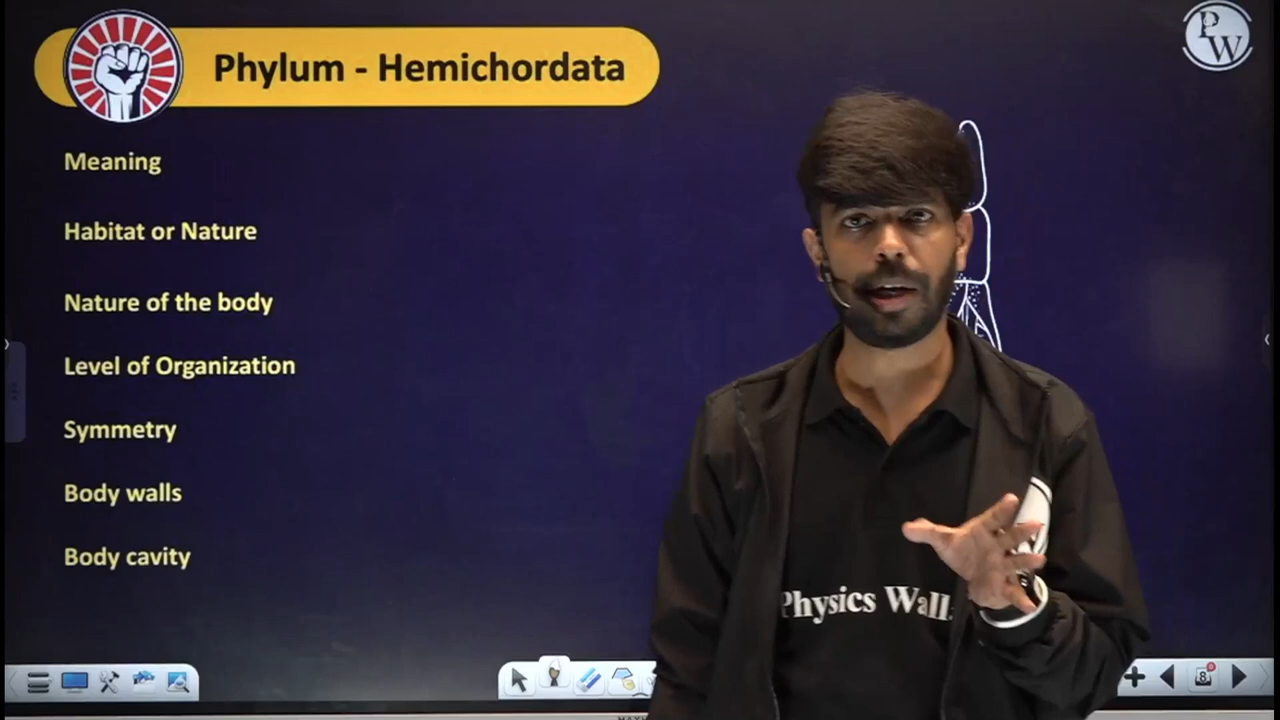 Phylum - Hemichordata
PW
Meaning
Habitat or Nature
Nature of the body
Level of Organization
Symmetry
Body walls
Body cavity
Physics Wall
8